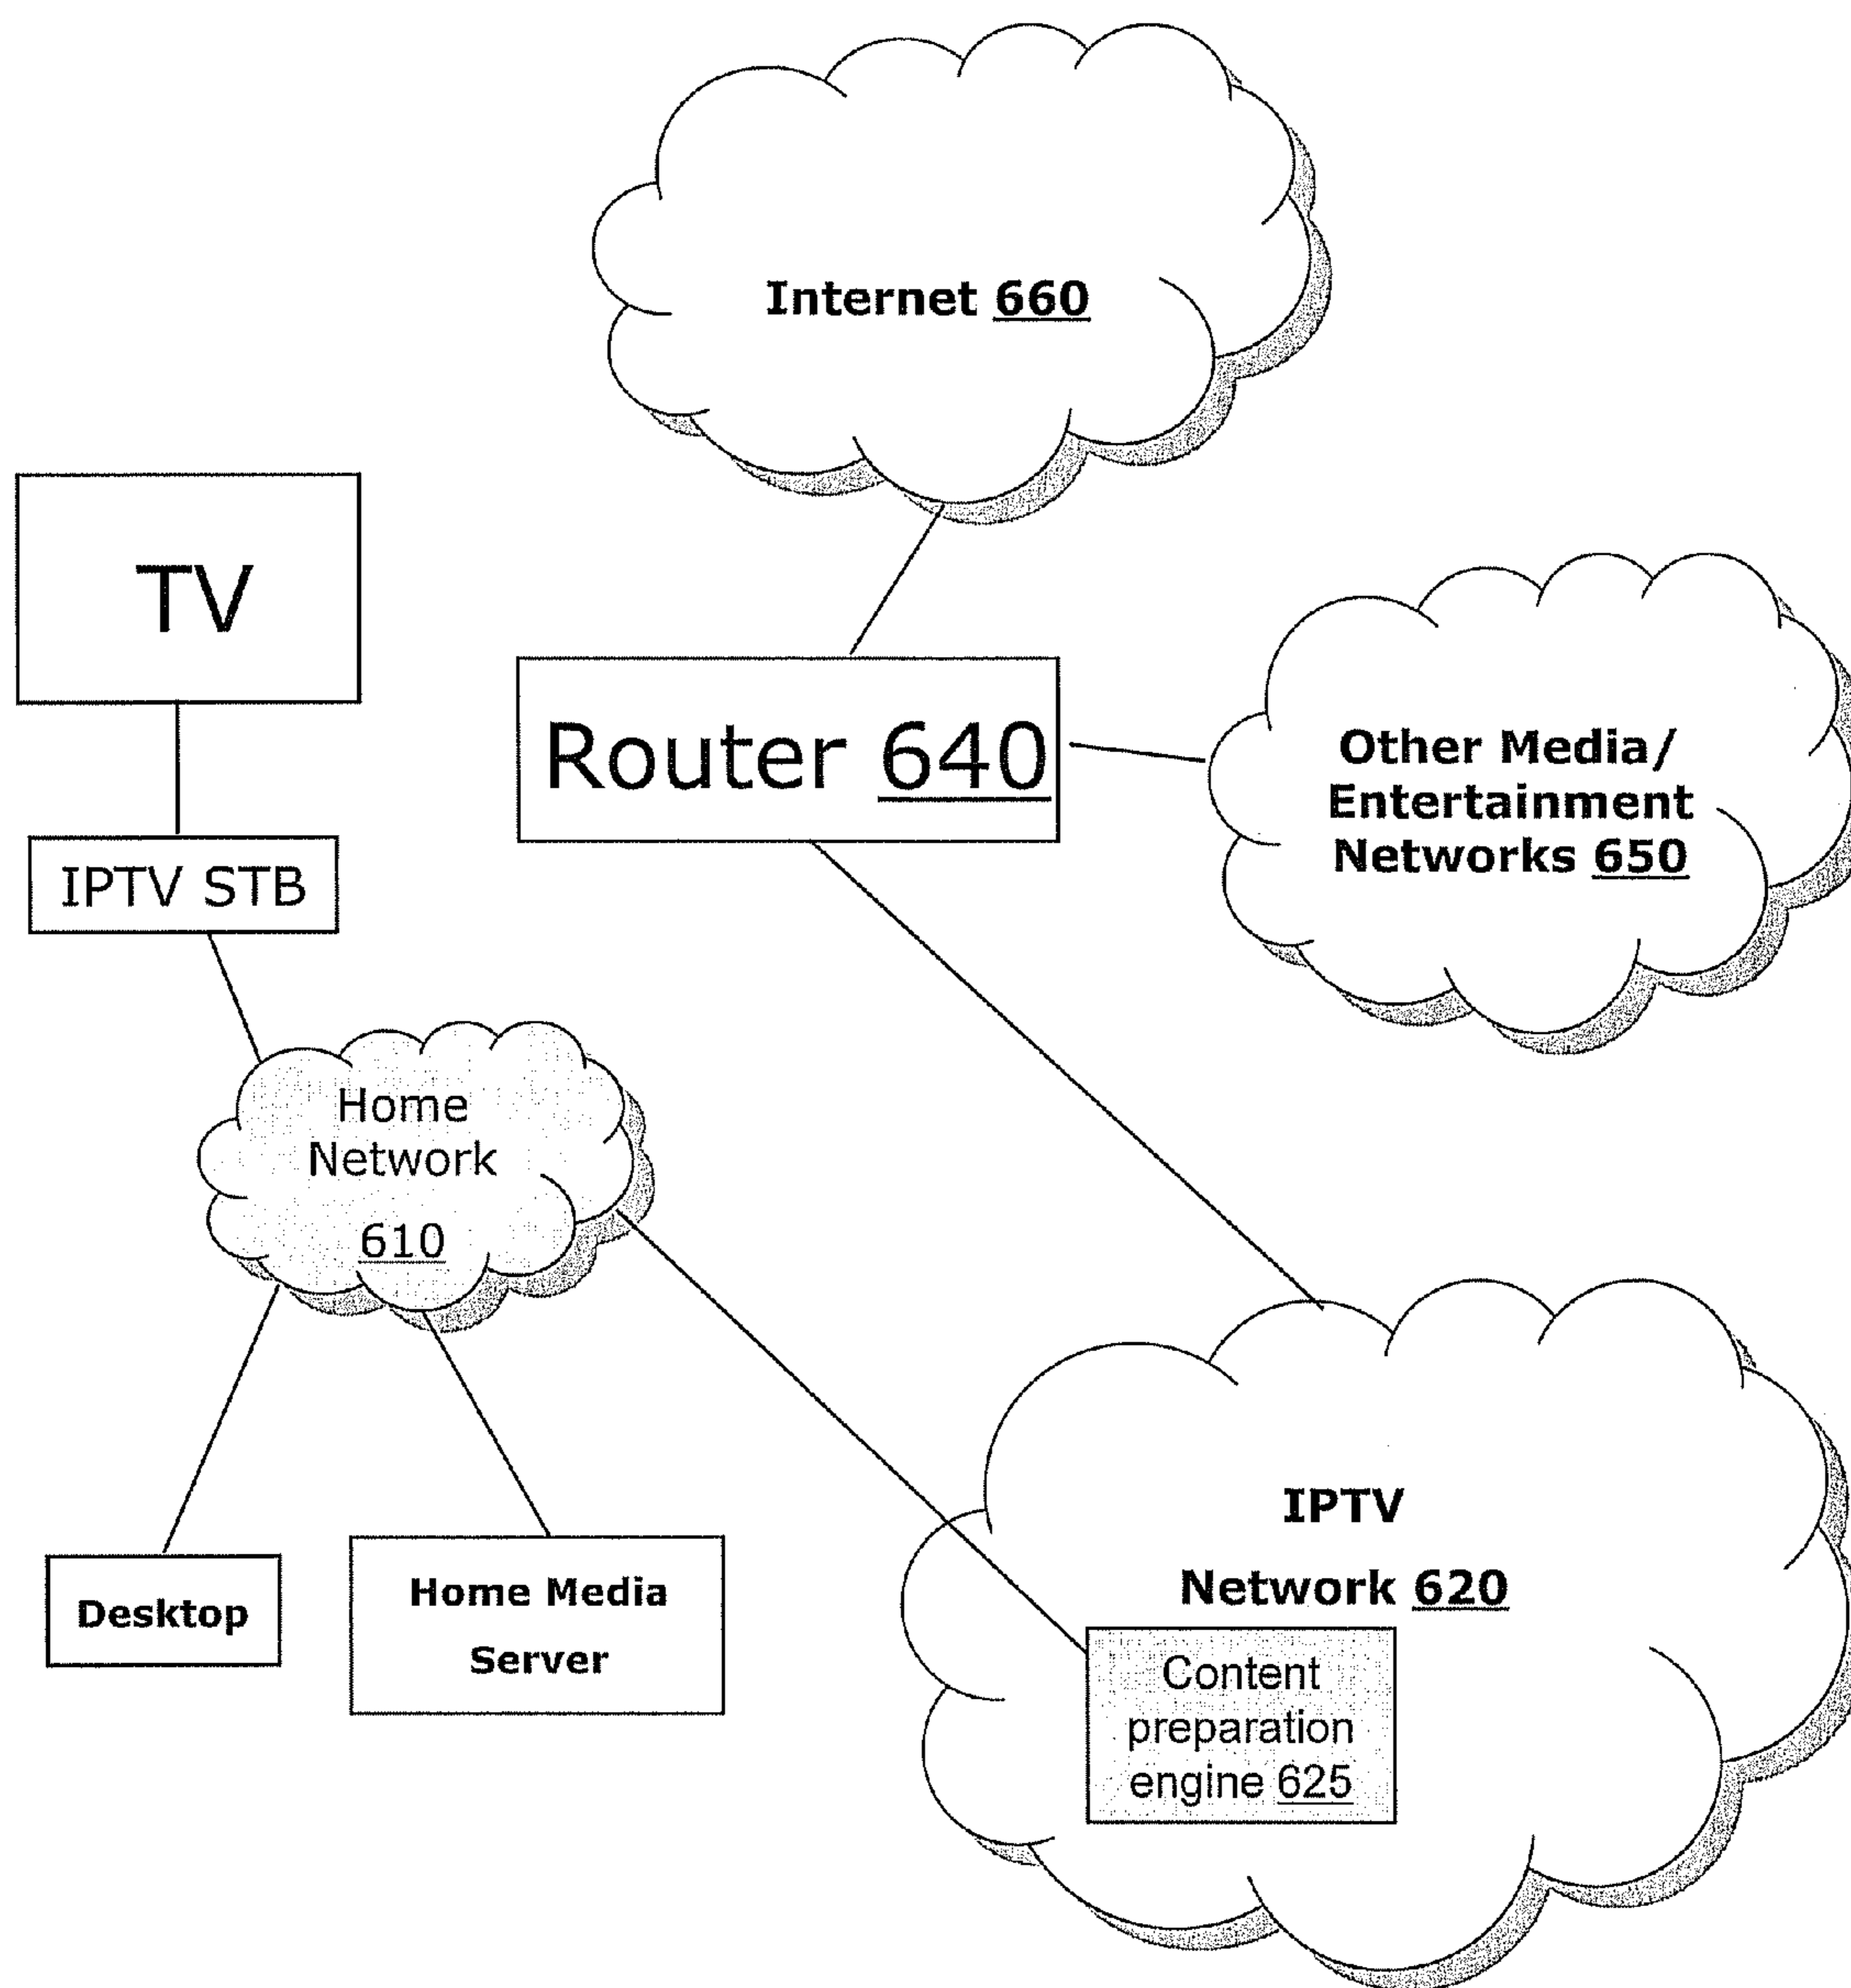 Internet 660
TV
Router 640
Other Media/
Entertainment
Networks 650
IPTV STB
Home
Network
610
IPTV
Network 620
Desktop
Home Media
Server
Content
preparation
engine 625